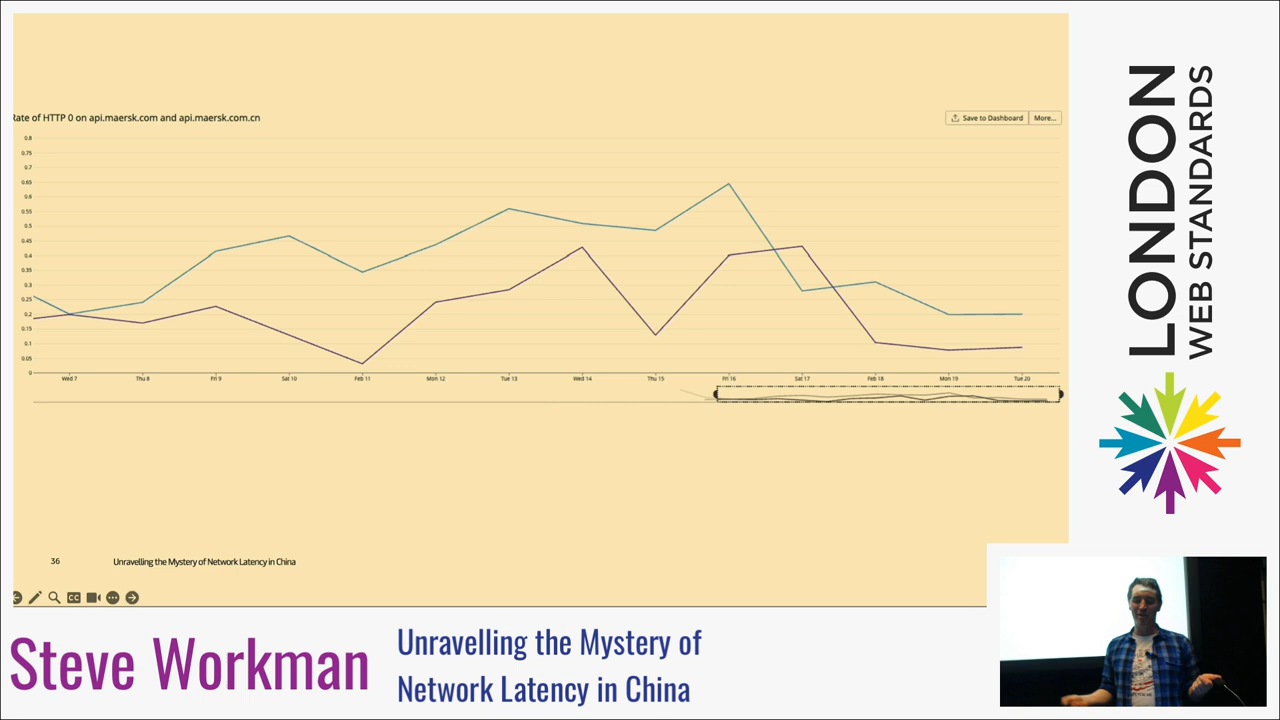 Rate of HTTP 0 on api.maersk.com and api.maersk.com.cn
Save to Dashboard
More...
0.8
0.75
0.7
0.65
0.6
0.55
0.5
0.45
0.4
0.35
0.3
0.25
0.2
0.15
0.1
0.05
0
Wed 7 Thu 8 Fri 9 Sat 10 Feb 11 Mon 12 Tue 13 Wed 14 Thu 15 Fri 16 Sat 17 Feb 18 Mon 19 Tue 20
36 Unravelling the Mystery of Network Latency in China
CC
Steve Workman
Unravelling the Mystery of
Network Latency in China
LONDON
WEB STANDARDS